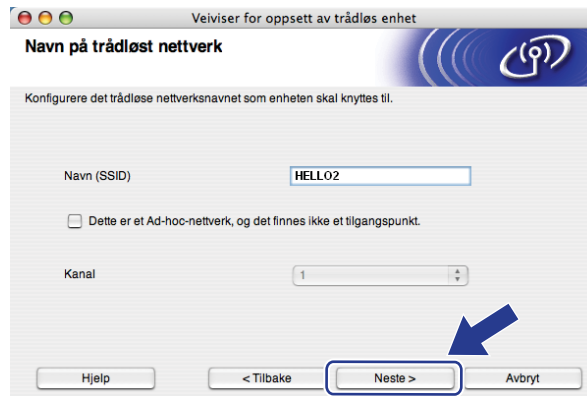 Veiviser for oppsett av trådløs enhet
Navn på trådløst nettverk
Konfigurere det trådløse nettverksnavnet som enheten skal knyttes til.
Navn (SSID) HELLO2
Dette er et Ad-hoc-nettverk, og det finnes ikke et tilgangspunkt.
Kanal 1
Hjelp < Tilbake Neste > Avbryt